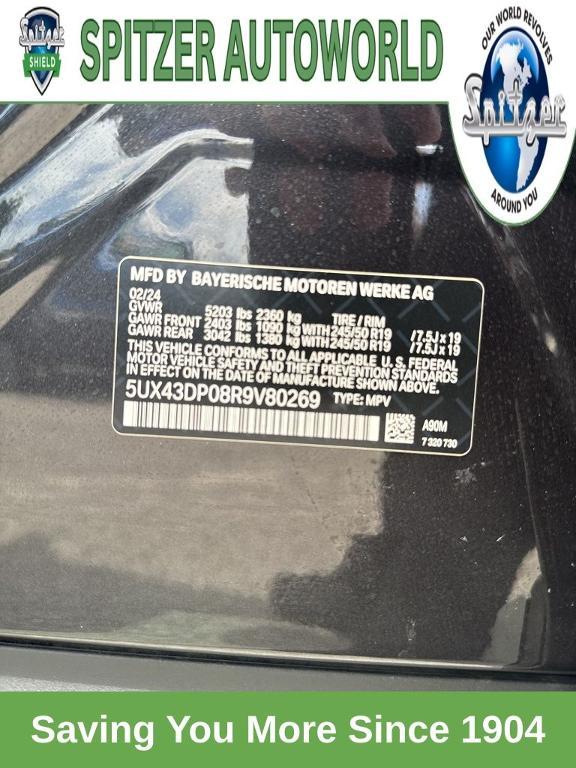 Spitzer
SHIELD
SPITZER AUTOWORLD
OUR WORLD REVOLVES
Spitzer
AROUND YOU
MFD BY BAYERISCHE MOTOREN WERKE AG
02/24
GVWR 5203 lbs 2360 kg TIRE / RIM
GAWR FRONT 2403 lbs 1090 kg WITH 245/50 R19 /7.5J x 19
GAWR REAR 3042 lbs 1380 kg WITH 245/50 R19 /7.5J x 19
THIS VEHICLE CONFORMS TO ALL APPLICABLE U. S. FEDERAL
MOTOR VEHICLE SAFETY AND THEFT PREVENTION STANDARDS
IN EFFECT ON THE DATE OF MANUFACTURE SHOWN ABOVE.
5UX43DP08R9V80269 TYPE: MPV
A90M
7 320 730
Saving You More Since 1904